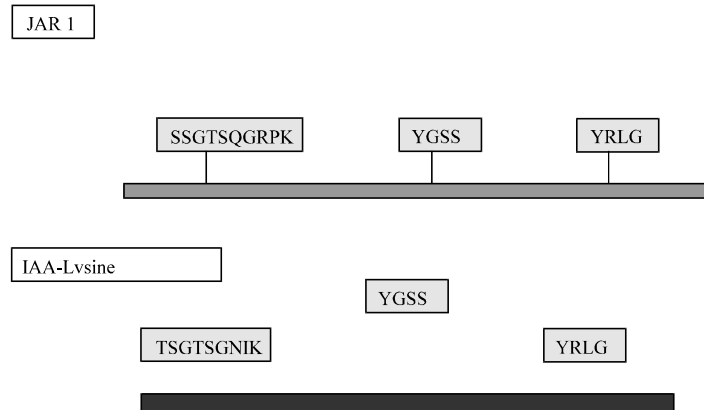 JAR 1
SSGTSQGRPK YGSS YRLG
IAA-Lvsine
YGSS
TSGTSGNIK YRLG